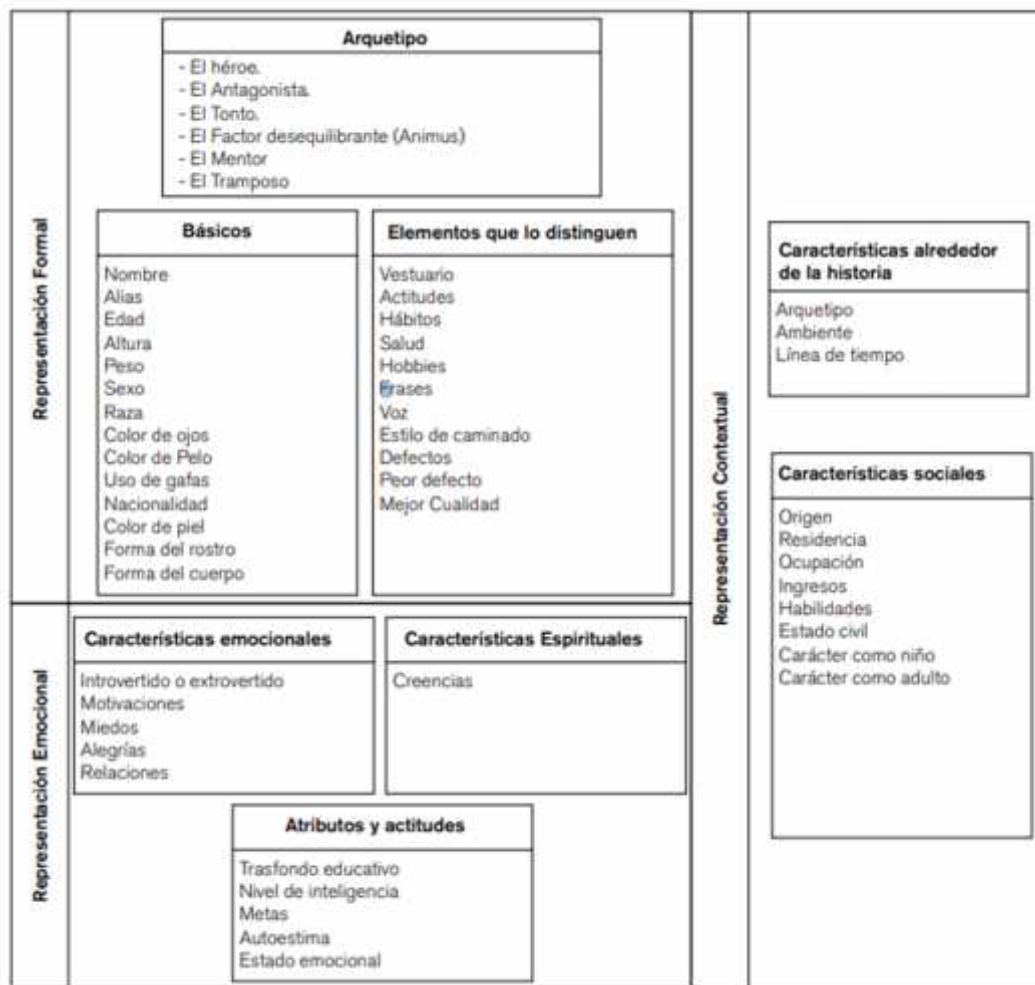 Representación Formal
Arquetipo
- El héroe.
- El Antagonista.
- El Tonto.
- El Factor desequilibrante (Animus)
- El Mentor
- El Tramposo
Básicos
Nombre
Alias
Edad
Altura
Peso
Sexo
Raza
Color de ojos
Color de Pelo
Uso de gafas
Nacionalidad
Color de piel
Forma del rostro
Forma del cuerpo
Elementos que lo distinguen
Vestuario
Actitudes
Hábitos
Salud
Hobbies
Frases
Voz
Estilo de caminado
Defectos
Peor defecto
Mejor Cualidad
Representación Emocional
Características emocionales
Introvertido o extrovertido
Motivaciones
Miedos
Alegrías
Relaciones
Características Espirituales
Creencias
Atributos y actitudes
Trasfondo educativo
Nivel de inteligencia
Metas
Autoestima
Estado emocional
Representación Contextual
Características alrededor
de la historia
Arquetipo
Ambiente
Línea de tiempo
Características sociales
Origen
Residencia
Ocupación
Ingresos
Habilidades
Estado civil
Carácter como niño
Carácter como adulto